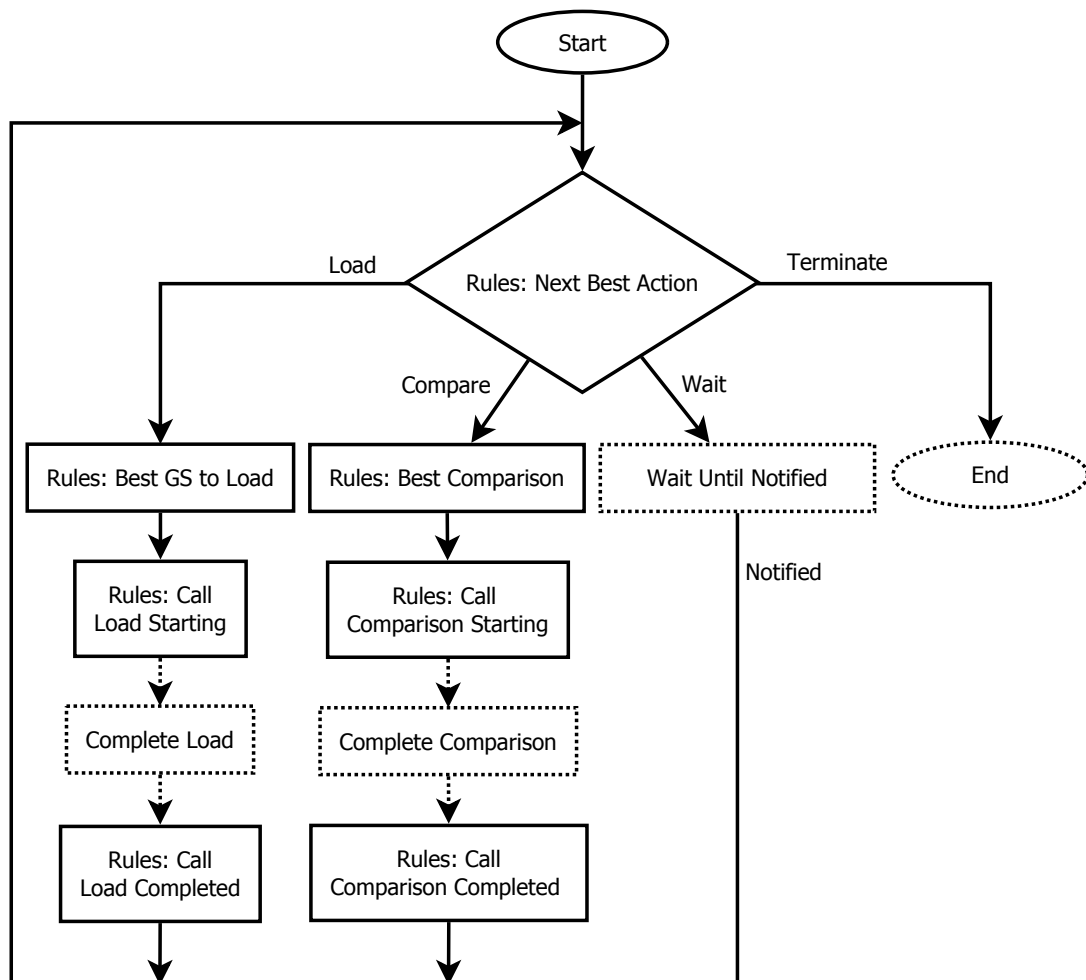 Start
Load
Rules: Next Best Action
Terminate
Compare
Wait
Rules: Best GS to Load
Rules: Best Comparison
Wait Until Notified
End
Rules: Call
Load Starting
Rules: Call
Comparison Starting
Notified
Complete Load
Complete Comparison
Rules: Call
Load Completed
Rules: Call
Comparison Completed